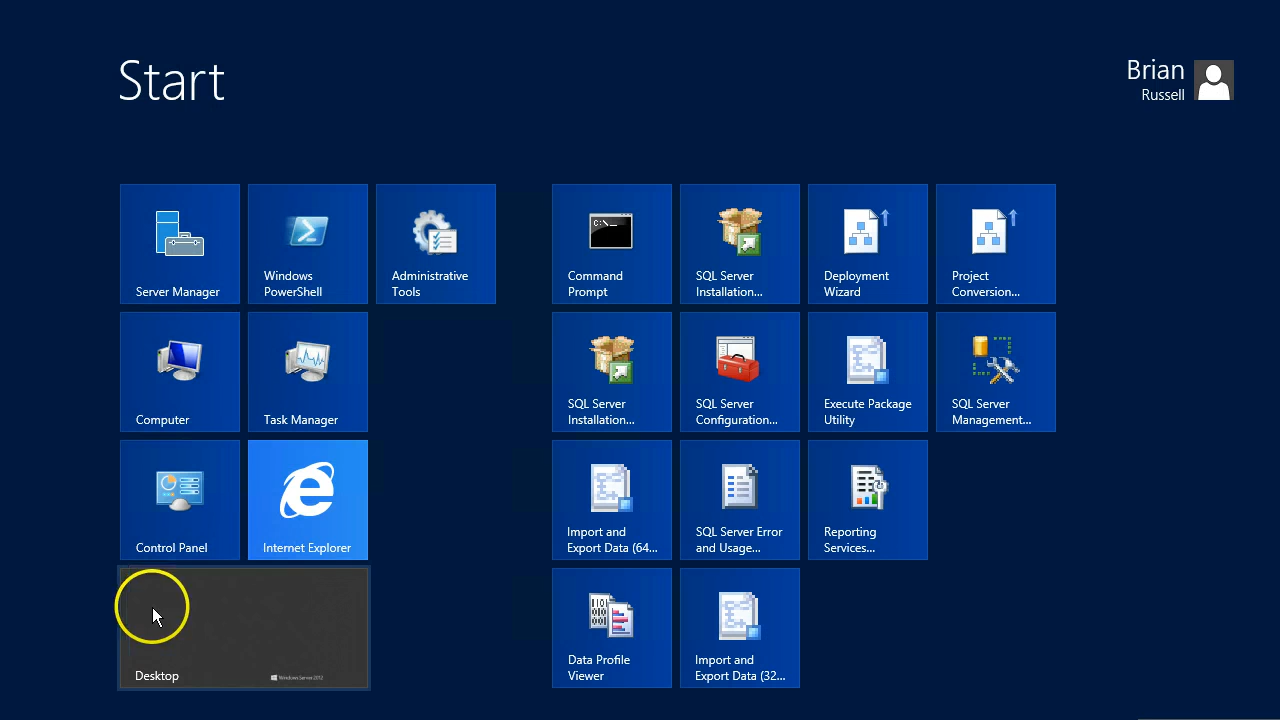 Start
Brian
Russell
Server Manager
Windows
PowerShell
Administrative
Tools
Command
Prompt
SQL Server
Installation...
Deployment
Wizard
Project
Conversion...
Computer
Task Manager
SQL Server
Installation...
SQL Server
Configuration...
Execute Package
Utility
SQL Server
Management...
Control Panel
Internet Explorer
Import and
Export Data (64...
SQL Server Error
and Usage...
Reporting
Services...
Desktop
Windows Server 2012
Data Profile
Viewer
Import and
Export Data (32...
C:\_